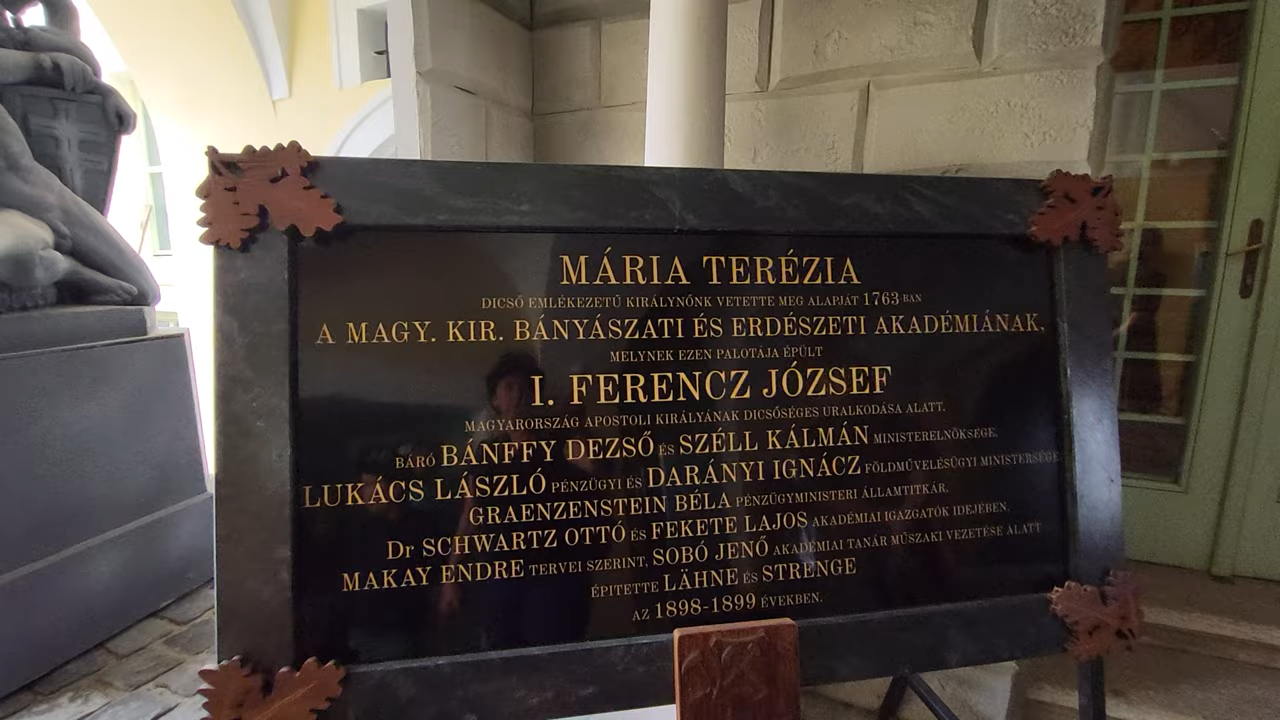 MÁRIA TERÉZIA
DICSŐ EMLÉKEZETŰ KIRÁLYNŐNK VETETTE MEG ALAPJÁT 1763-BAN
A MAGY. KIR. BÁNYÁSZATI ÉS ERDÉSZETI AKADÉMIÁNAK,
MELYNEK EZEN PALOTÁJA ÉPÜLT
I. FERENCZ JÓZSEF
MAGYARORSZÁG APOSTOLI KIRÁLYÁNAK DICSŐSÉGES URALKODÁSA ALATT.
BÁRÓ BÁNFFY DEZSŐ ÉS SZÉLL KÁLMÁN MINISTERELNÖKSÉGE,
LUKÁCS LÁSZLÓ PÉNZÜGYI ÉS DARÁNYI IGNÁCZ FÖLDMŰVELÉSÜGYI MINISTERSÉGE
GRAENZENSTEIN BÉLA PÉNZÜGYMINISTERI ÁLLAMTITKÁR,
Dr SCHWARTZ OTTÓ ÉS FEKETE LAJOS AKADÉMIAI IGAZGATÓK IDEJÉBEN,
MAKAY ENDRE TERVEI SZERINT, SOBÓ JENŐ AKADÉMIAI TANÁR MŰSZAKI VEZETÉSE ALATT
ÉPITETTE LÄHNE ÉS STRENGE
AZ 1898-1899 ÉVEKBEN.